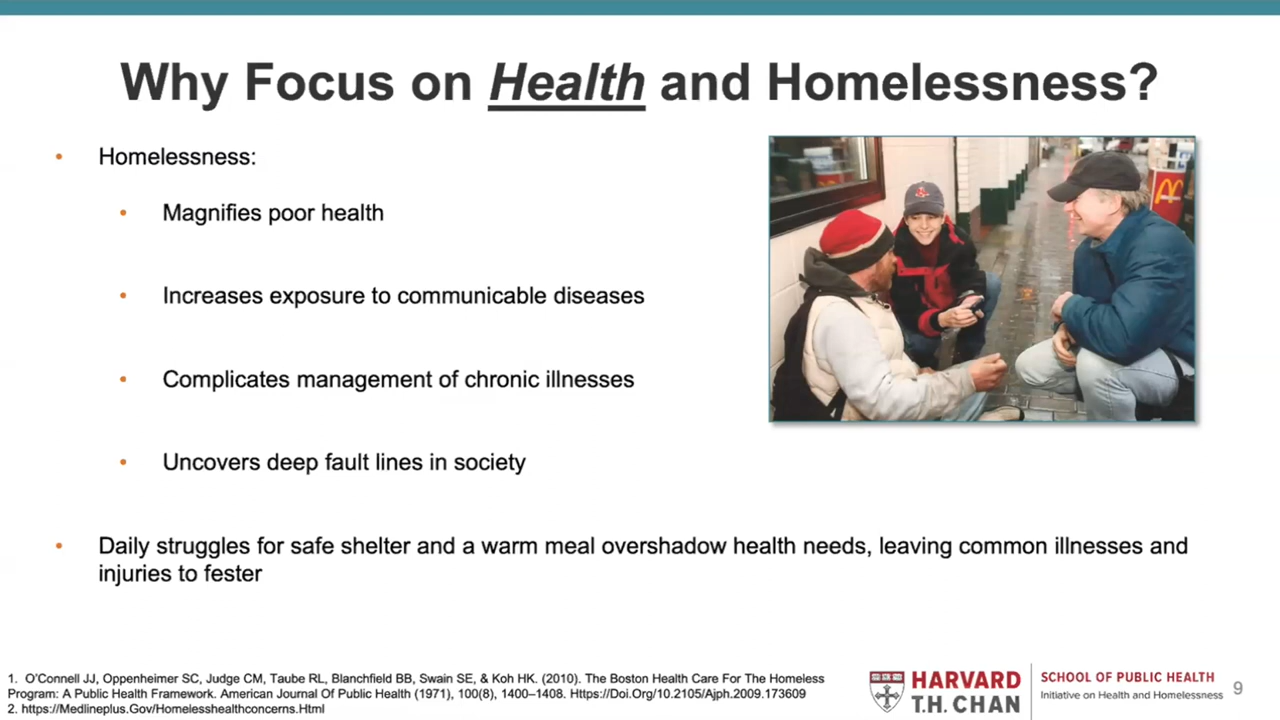 Why Focus on Health and Homelessness?
• Homelessness:
• Magnifies poor health
• Increases exposure to communicable diseases
• Complicates management of chronic illnesses
• Uncovers deep fault lines in society
• Daily struggles for safe shelter and a warm meal overshadow health needs, leaving common illnesses and
injuries to fester
1. O'Connell JJ, Oppenheimer SC, Judge CM, Taube RL, Blanchfield BB, Swain SE, & Koh HK. (2010). The Boston Health Care For The Homeless
Program: A Public Health Framework. American Journal Of Public Health (1971), 100(8), 1400–1408. Https://Doi.Org/10.2105/Ajph.2009.173609
2. https://Medlineplus.Gov/Homelesshealthconcerns.Html
HARVARD
T.H. CHAN
SCHOOL OF PUBLIC HEALTH
Initiative on Health and Homelessness
9